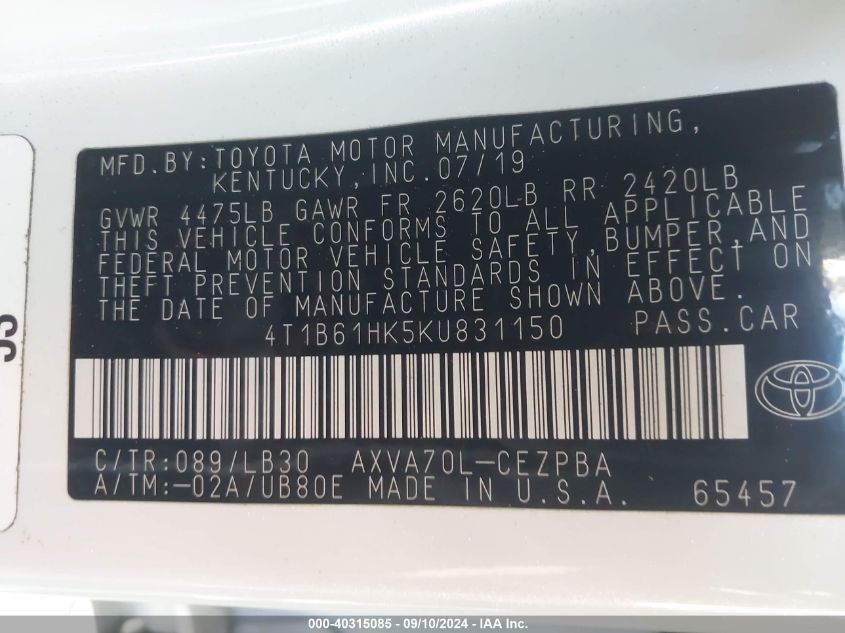 MFD. BY: TOYOTA MOTOR MANUFACTURING,
KENTUCKY, INC. 07/19
GVWR 4475LB GAWR FR 2620LB RR 2420LB
THIS VEHICLE CONFORMS TO ALL APPLICABLE
FEDERAL MOTOR VEHICLE SAFETY, BUMPER, AND
THEFT PREVENTION STANDARDS IN EFFECT ON
THE DATE OF MANUFACTURE SHOWN ABOVE.
4T1B61HK5KU831150 PASS. CAR
C/TR: 089/LB30 AXVA70L-CEZPBA
A/TM: -02A/UB80E MADE IN U.S.A. 65457
000-40315085 - 09/10/2024 - IAA Inc.